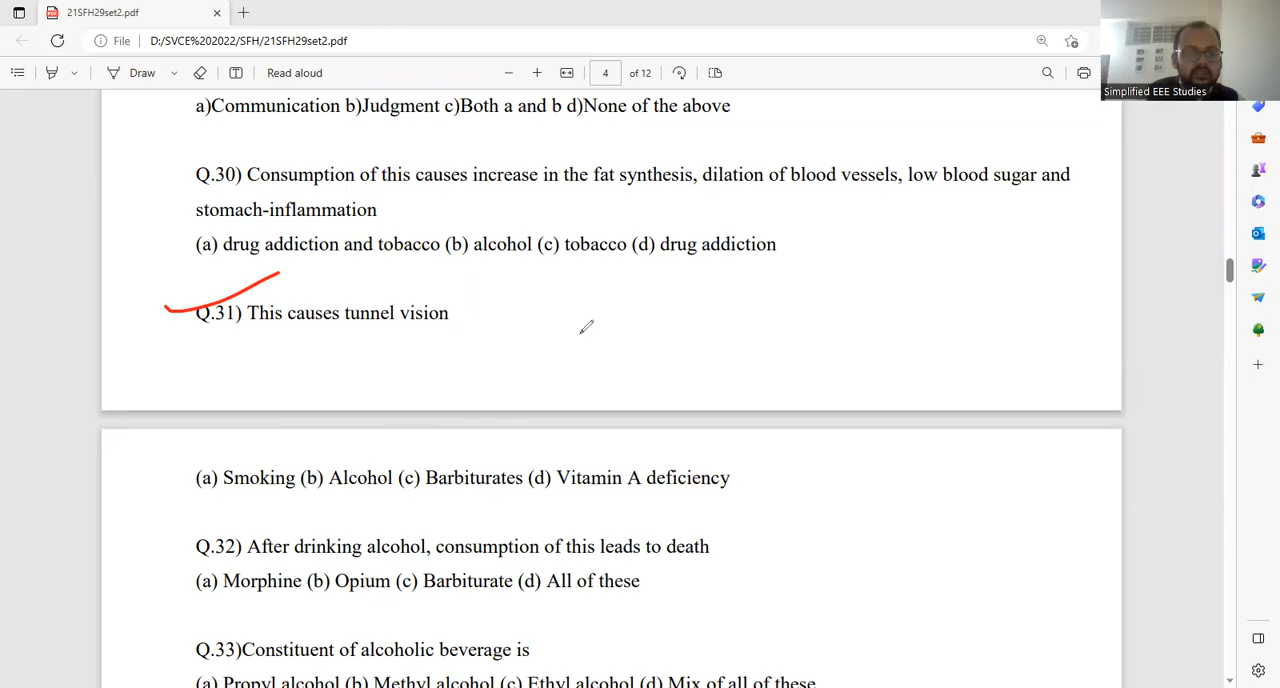 21SFH29set2.pdf
File D:/SVCE%202022/SFH/21SFH29set2.pdf
Draw Read aloud 4 of 12
Simplified EEE Studies
a)Communication b)Judgment c)Both a and b d)None of the above
Q.30) Consumption of this causes increase in the fat synthesis, dilation of blood vessels, low blood sugar and
stomach-inflammation
(a) drug addiction and tobacco (b) alcohol (c) tobacco (d) drug addiction
Q.31) This causes tunnel vision
(a) Smoking (b) Alcohol (c) Barbiturates (d) Vitamin A deficiency
Q.32) After drinking alcohol, consumption of this leads to death
(a) Morphine (b) Opium (c) Barbiturate (d) All of these
Q.33)Constituent of alcoholic beverage is
(a) Propyl alcohol (b) Methyl alcohol (c) Ethyl alcohol (d) Mix of all of these